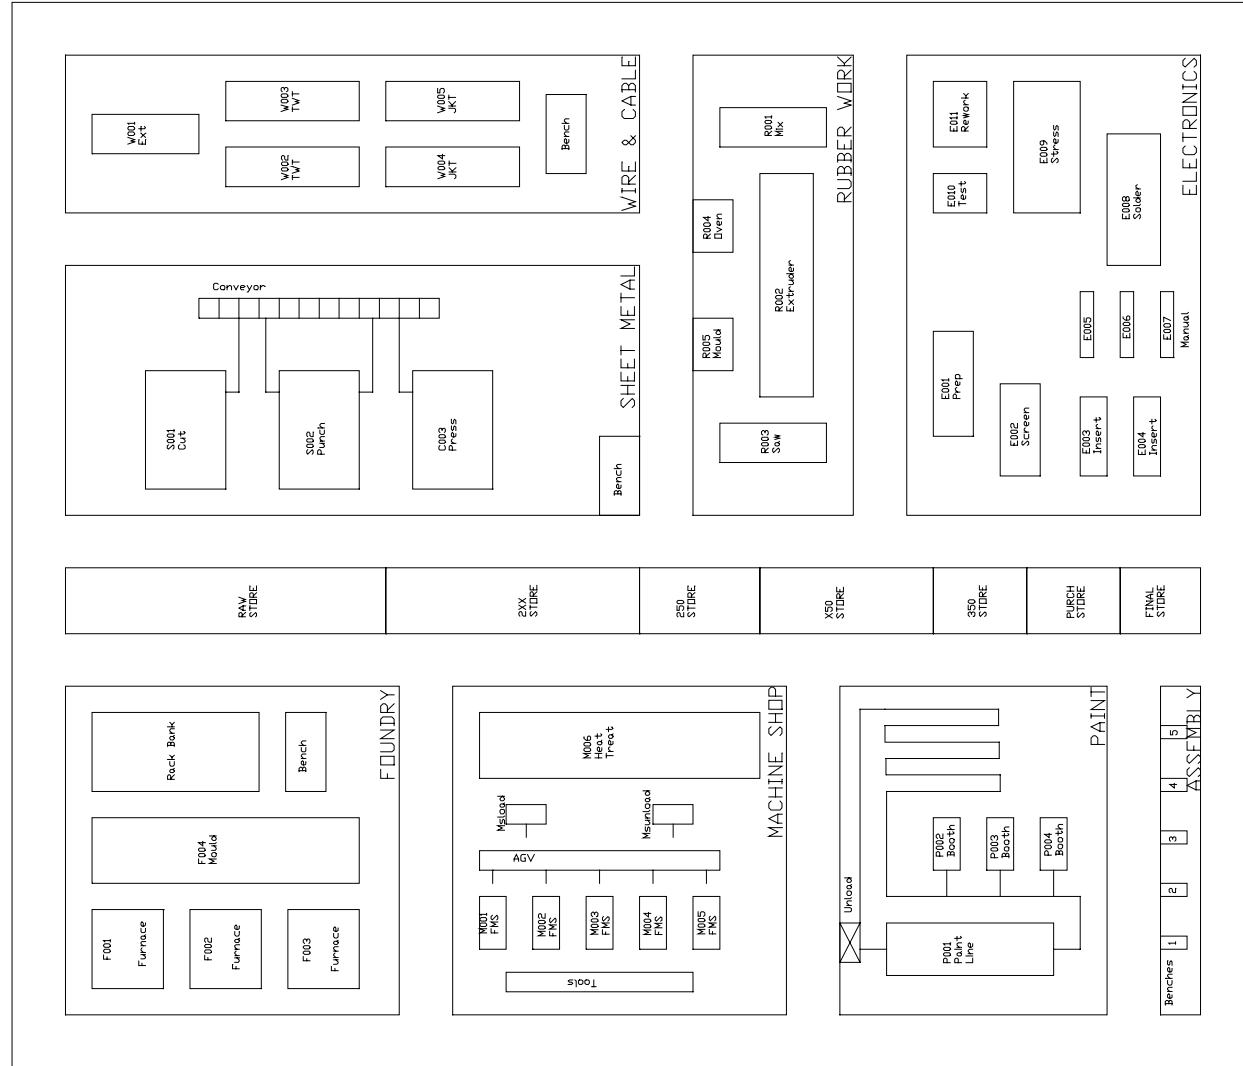 W001
Ext
W003
TWT
W002
TWT
W005
JKT
W004
JKT
Bench
WIRE & CABLE
Conveyor
S001
Cut
S002
Punch
C003
Press
Bench
SHEET METAL
R001
Mix
R004
Oven
R002
Extruder
R005
Mould
R003
Saw
RUBBER WORK
E011
Rework
E010
Test
E009
Stress
E008
Solder
E005
E006
E007
Manual
E001
Prep
E002
Screen
E003
Insert
E004
Insert
ELECTRONICS
RAW
STORE
2XX
STORE
250
STORE
X50
STORE
350
STORE
PURCH
STORE
FINAL
STORE
Rack Bank
Bench
F004
Mould
F001
Furnace
F002
Furnace
F003
Furnace
FOUNDRY
M006
Heat
Treat
Msload
Msunload
AGV
M001
FMS
M002
FMS
M003
FMS
M004
FMS
M005
FMS
Tools
MACHINE SHOP
P002
Booth
P003
Booth
P004
Booth
Unload
P001
Paint
Line
PAINT
5
4
3
2
1
Benches
ASSEMBLY